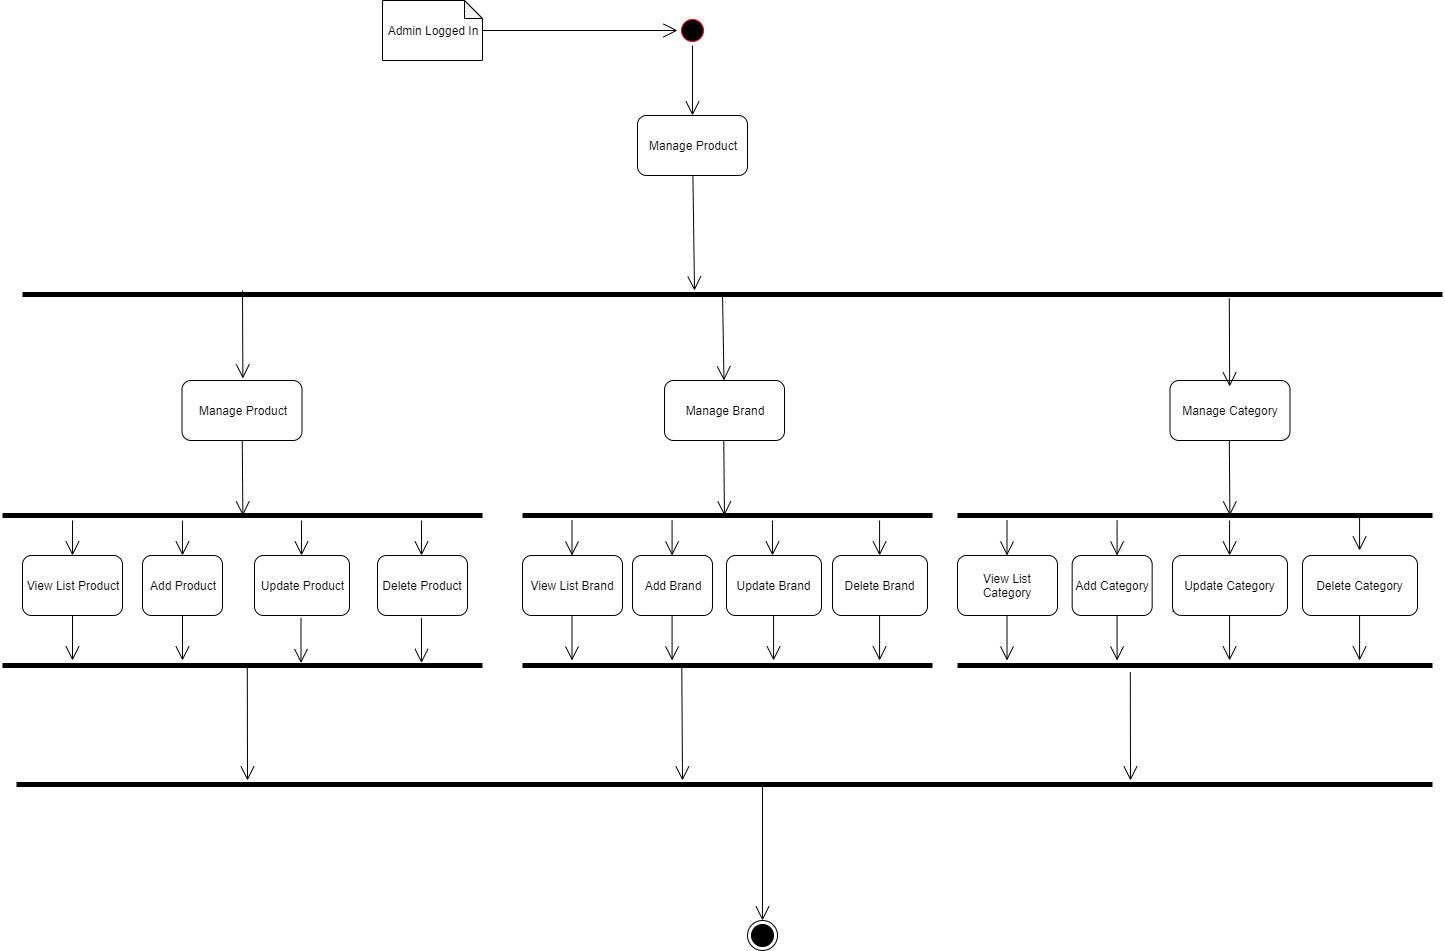 Admin Logged In
Manage Product
Manage Product
Manage Brand
Manage Category
View List Product
Add Product
Update Product
Delete Product
View List Brand
Add Brand
Update Brand
Delete Brand
View List
Category
Add Category
Update Category
Delete Category